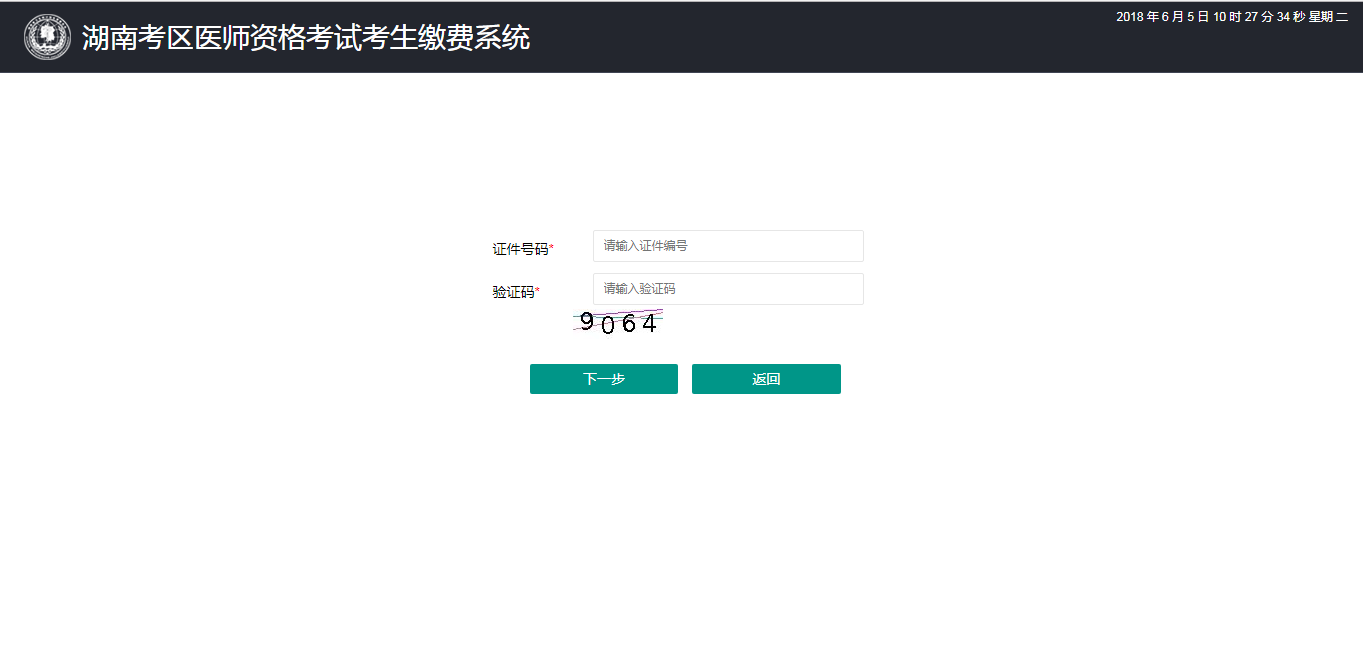 湖南考区医师资格考试考生缴费系统
2018 年 6 月 5 日 10 时 27 分 34 秒 星期二
证件号码* 请输入证件编号
验证码* 请输入验证码
9064
下一步 返回